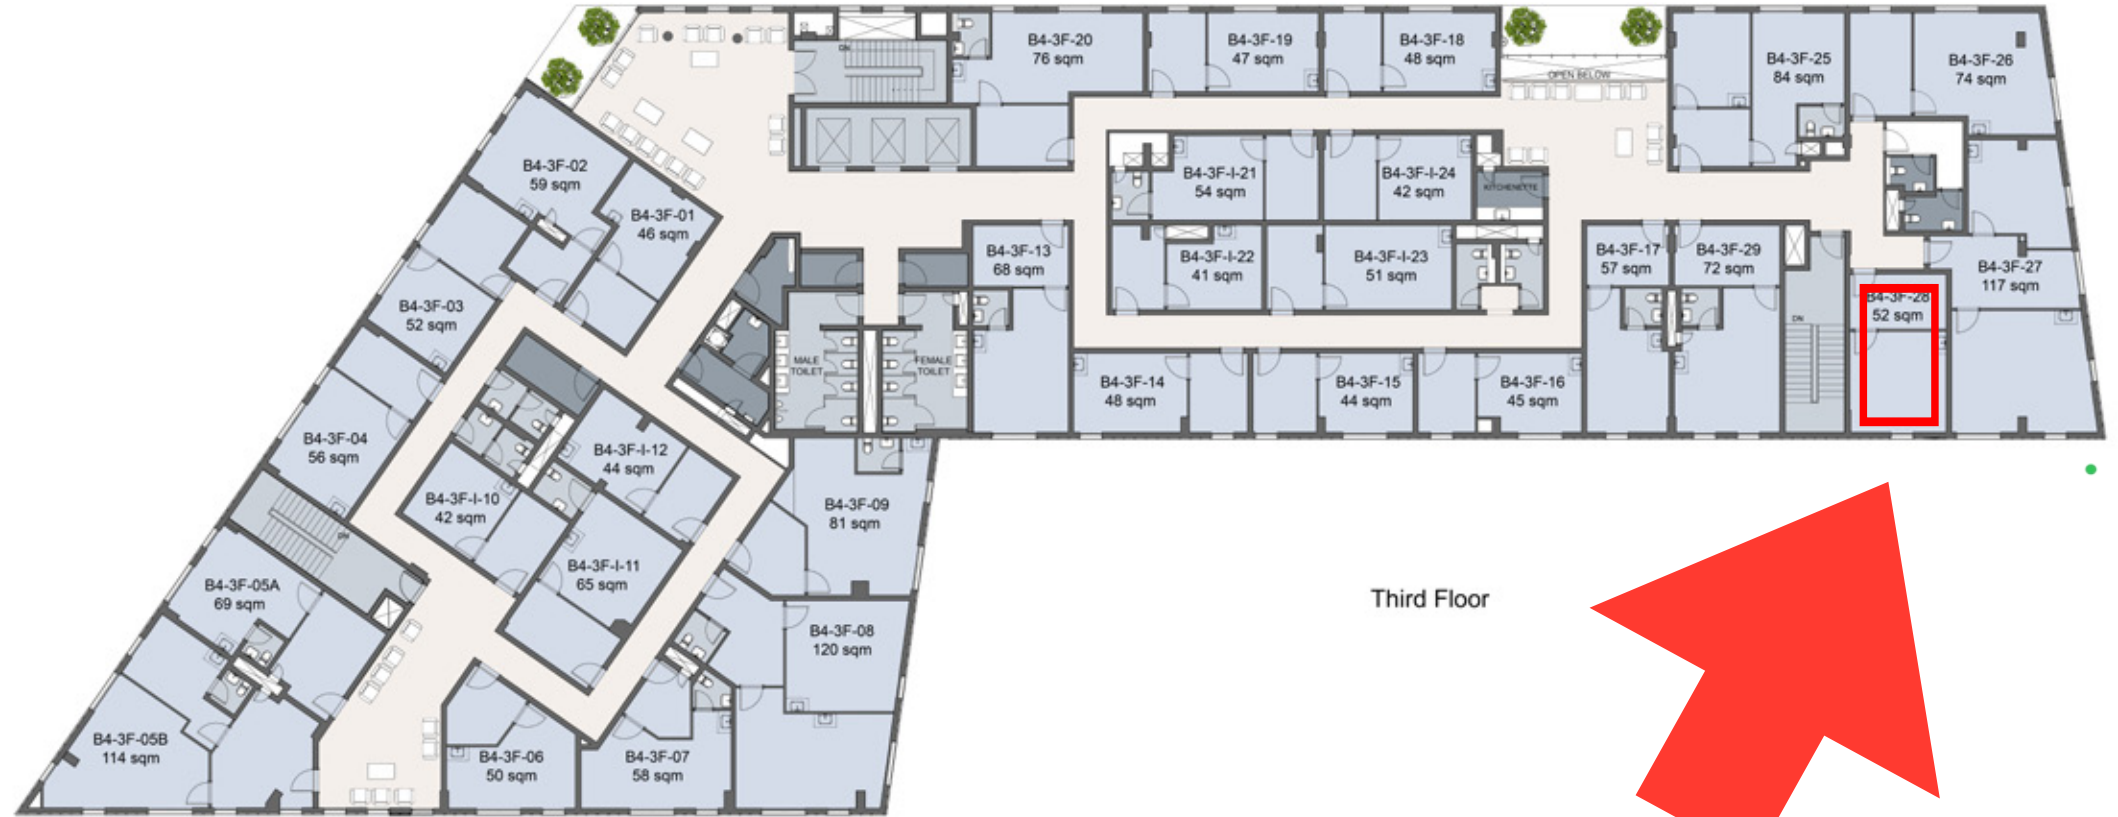 B4-3F-20
76 sqm
B4-3F-19
47 sqm
B4-3F-18
48 sqm
B4-3F-25
84 sqm
B4-3F-26
74 sqm
DN
OPEN BELOW
B4-3F-02
59 sqm
B4-3F-01
46 sqm
B4-3F-I-21
54 sqm
B4-3F-I-24
42 sqm
KITCHENETTE
B4-3F-13
68 sqm
B4-3F-I-22
41 sqm
B4-3F-I-23
51 sqm
B4-3F-17
57 sqm
B4-3F-29
72 sqm
B4-3F-27
117 sqm
B4-3F-28
52 sqm
DN
B4-3F-03
52 sqm
MALE
TOILET
FEMALE
TOILET
B4-3F-14
48 sqm
B4-3F-15
44 sqm
B4-3F-16
45 sqm
B4-3F-04
56 sqm
B4-3F-I-12
44 sqm
B4-3F-I-10
42 sqm
B4-3F-09
81 sqm
DN
B4-3F-I-11
65 sqm
B4-3F-05A
69 sqm
Third Floor
B4-3F-08
120 sqm
B4-3F-05B
114 sqm
B4-3F-06
50 sqm
B4-3F-07
58 sqm